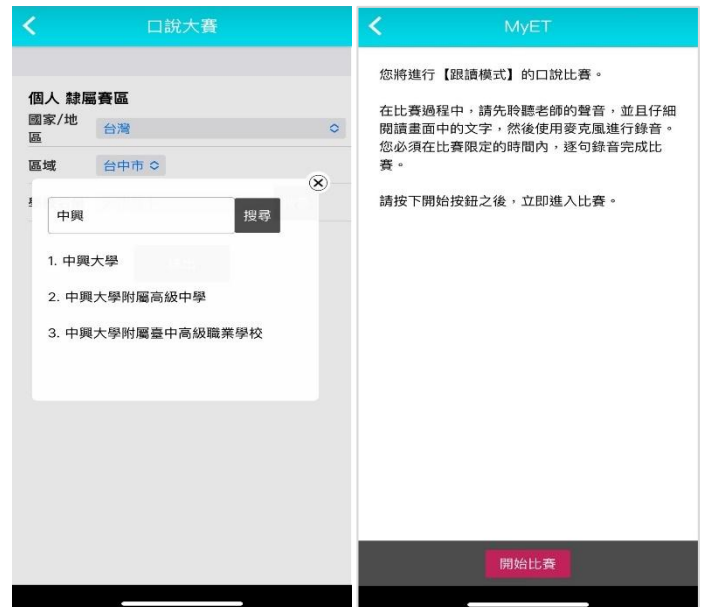 口說大賽
個人 隸屬賽區
國家/地
區
台灣
區域
台中市
中興
搜尋
1. 中興大學
2. 中興大學附屬高級中學
3. 中興大學附屬臺中高級職業學校
MyET
您將進行【跟讀模式】的口說比賽。
在比賽過程中，請先聆聽老師的聲音，並且仔細
閱讀畫面中的文字，然後使用麥克風進行錄音。
您必須在比賽限定的時間內，逐句錄音完成比
賽。
請按下開始按鈕之後，立即進入比賽。
開始比賽